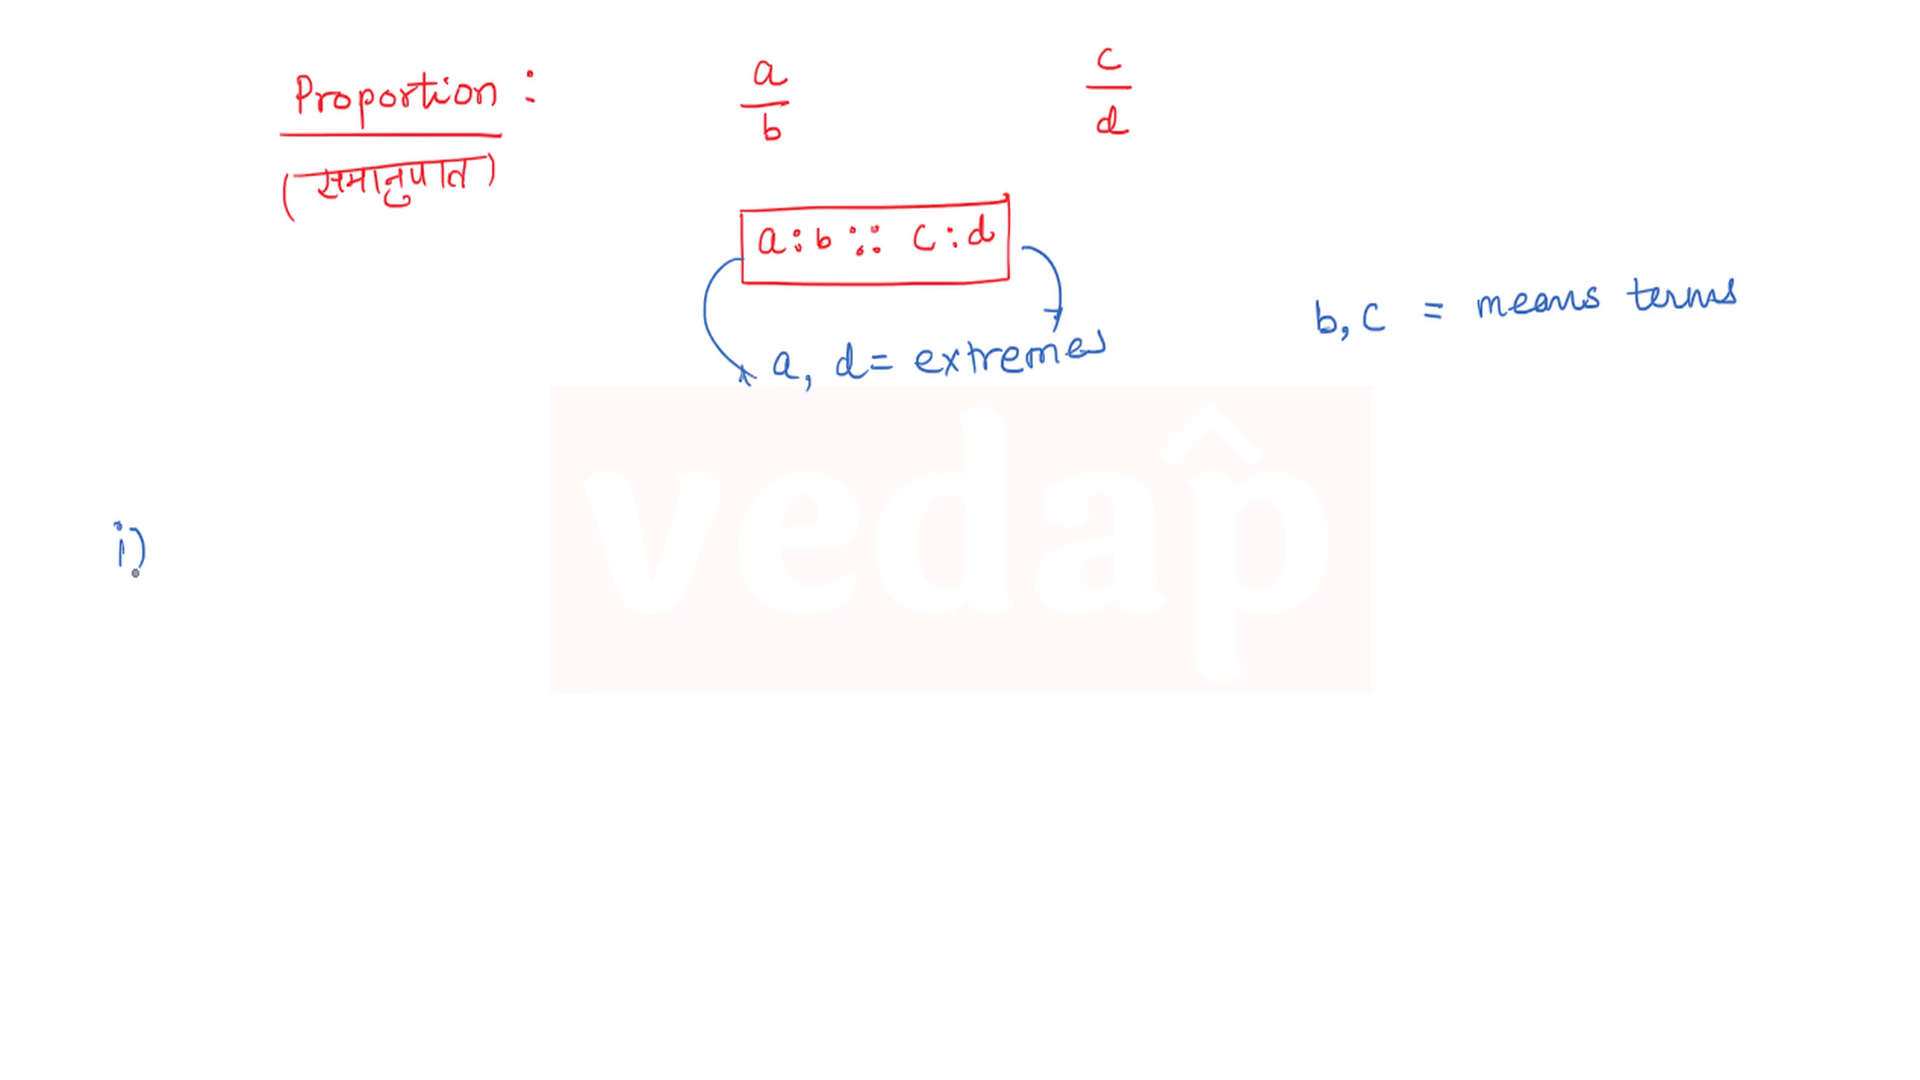 Proportion :
(समानुपात)
a/b
c/d
a : b :: c : d
a, d = extremes
b, c = means terms
vedap
i)